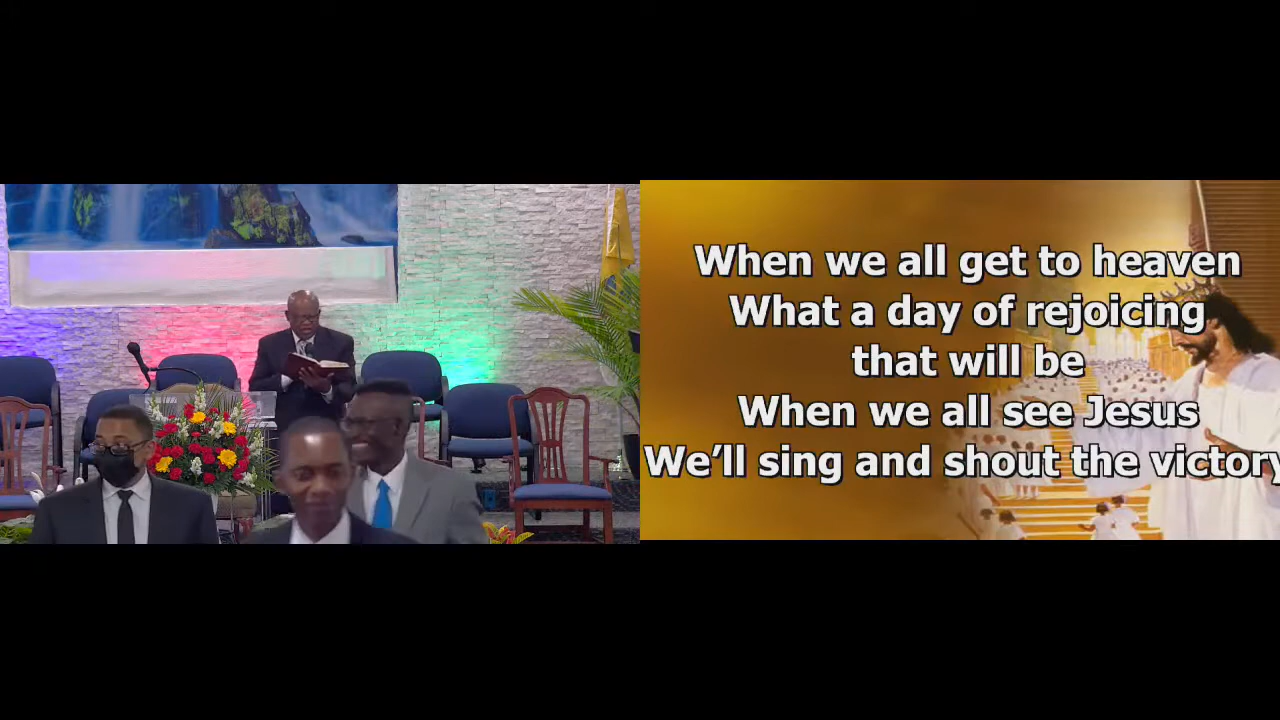 When we all get to heaven
What a day of rejoicing
that will be
When we all see Jesus
We'll sing and shout the victory